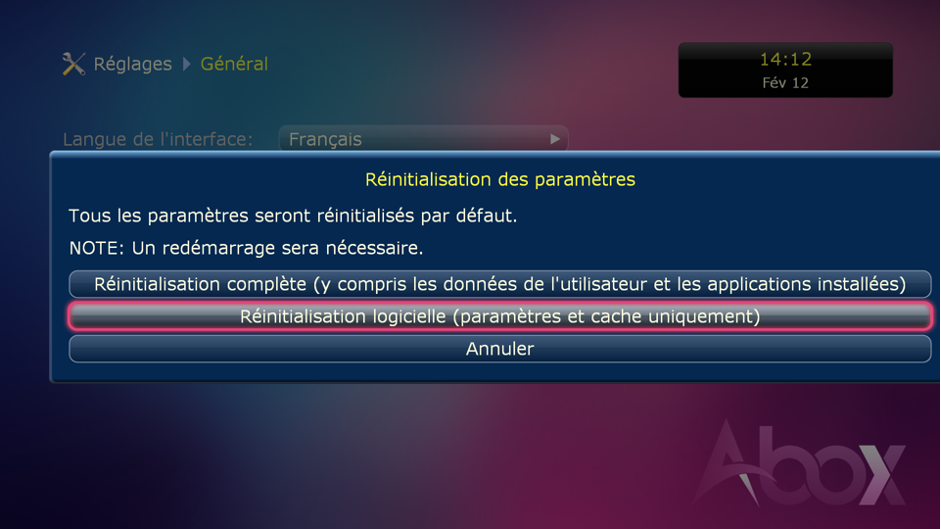 Réglages Général
14:12
Fév 12
Langue de l'interface: Français
Réinitialisation des paramètres
Tous les paramètres seront réinitialisés par défaut.
NOTE: Un redémarrage sera nécessaire.
Réinitialisation complète (y compris les données de l'utilisateur et les applications installées)
Réinitialisation logicielle (paramètres et cache uniquement)
Annuler
Abox